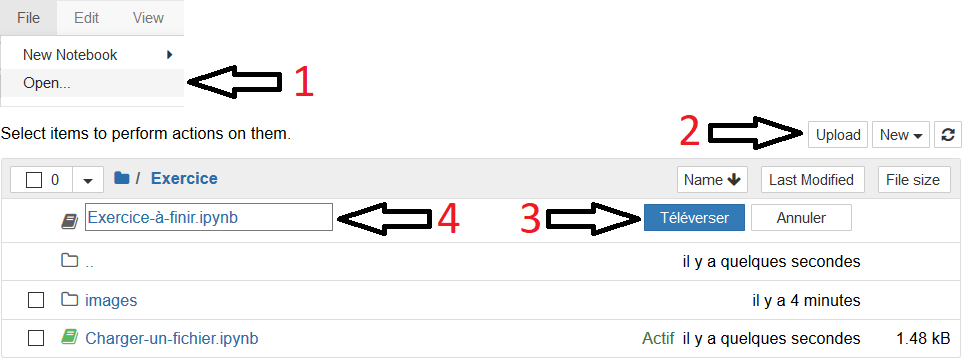 File Edit View
New Notebook
Open... 1
Select items to perform actions on them. 2 Upload New
0 / Exercice Name Last Modified File size
Exercice-à-finir.ipynb 4 3 Téléverser Annuler
.. il y a quelques secondes
images il y a 4 minutes
Charger-un-fichier.ipynb Actif il y a quelques secondes 1.48 kB